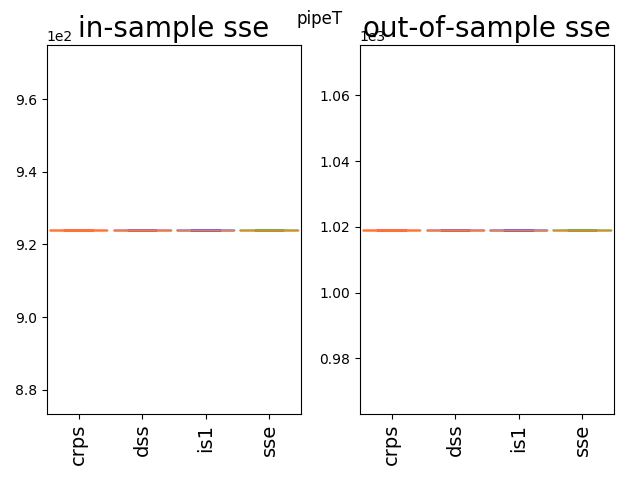 pipeT
in-sample sse
out-of-sample sse
1e2
1e3
9.6
9.4
9.2
9.0
8.8
1.06
1.04
1.02
1.00
0.98
crps
dss
is1
sse
crps
dss
is1
sse